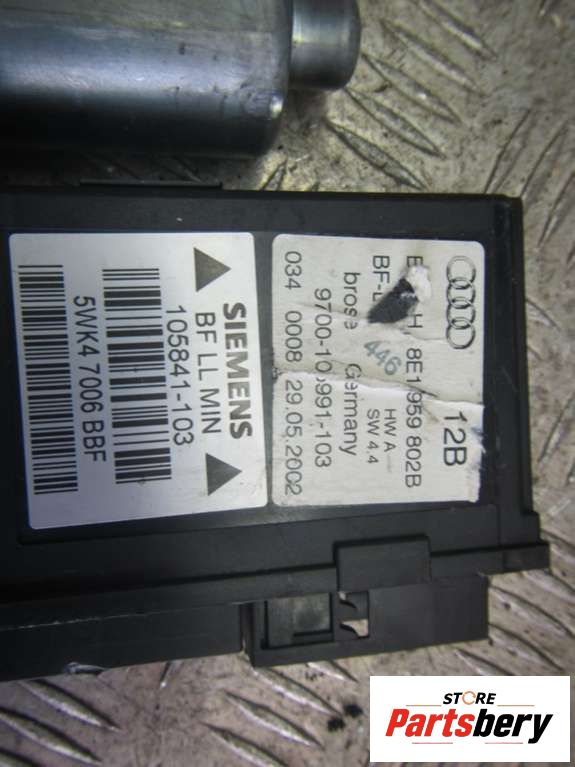 SIEMENS
BF LL MIN
105841-103
5WK4 7006 BBF
12B
8E1 959 802B
HW A
SW 4.4
446
brose Germany
9700-10 991-103
034 0008 29.05.2002
STORE
Partsbery